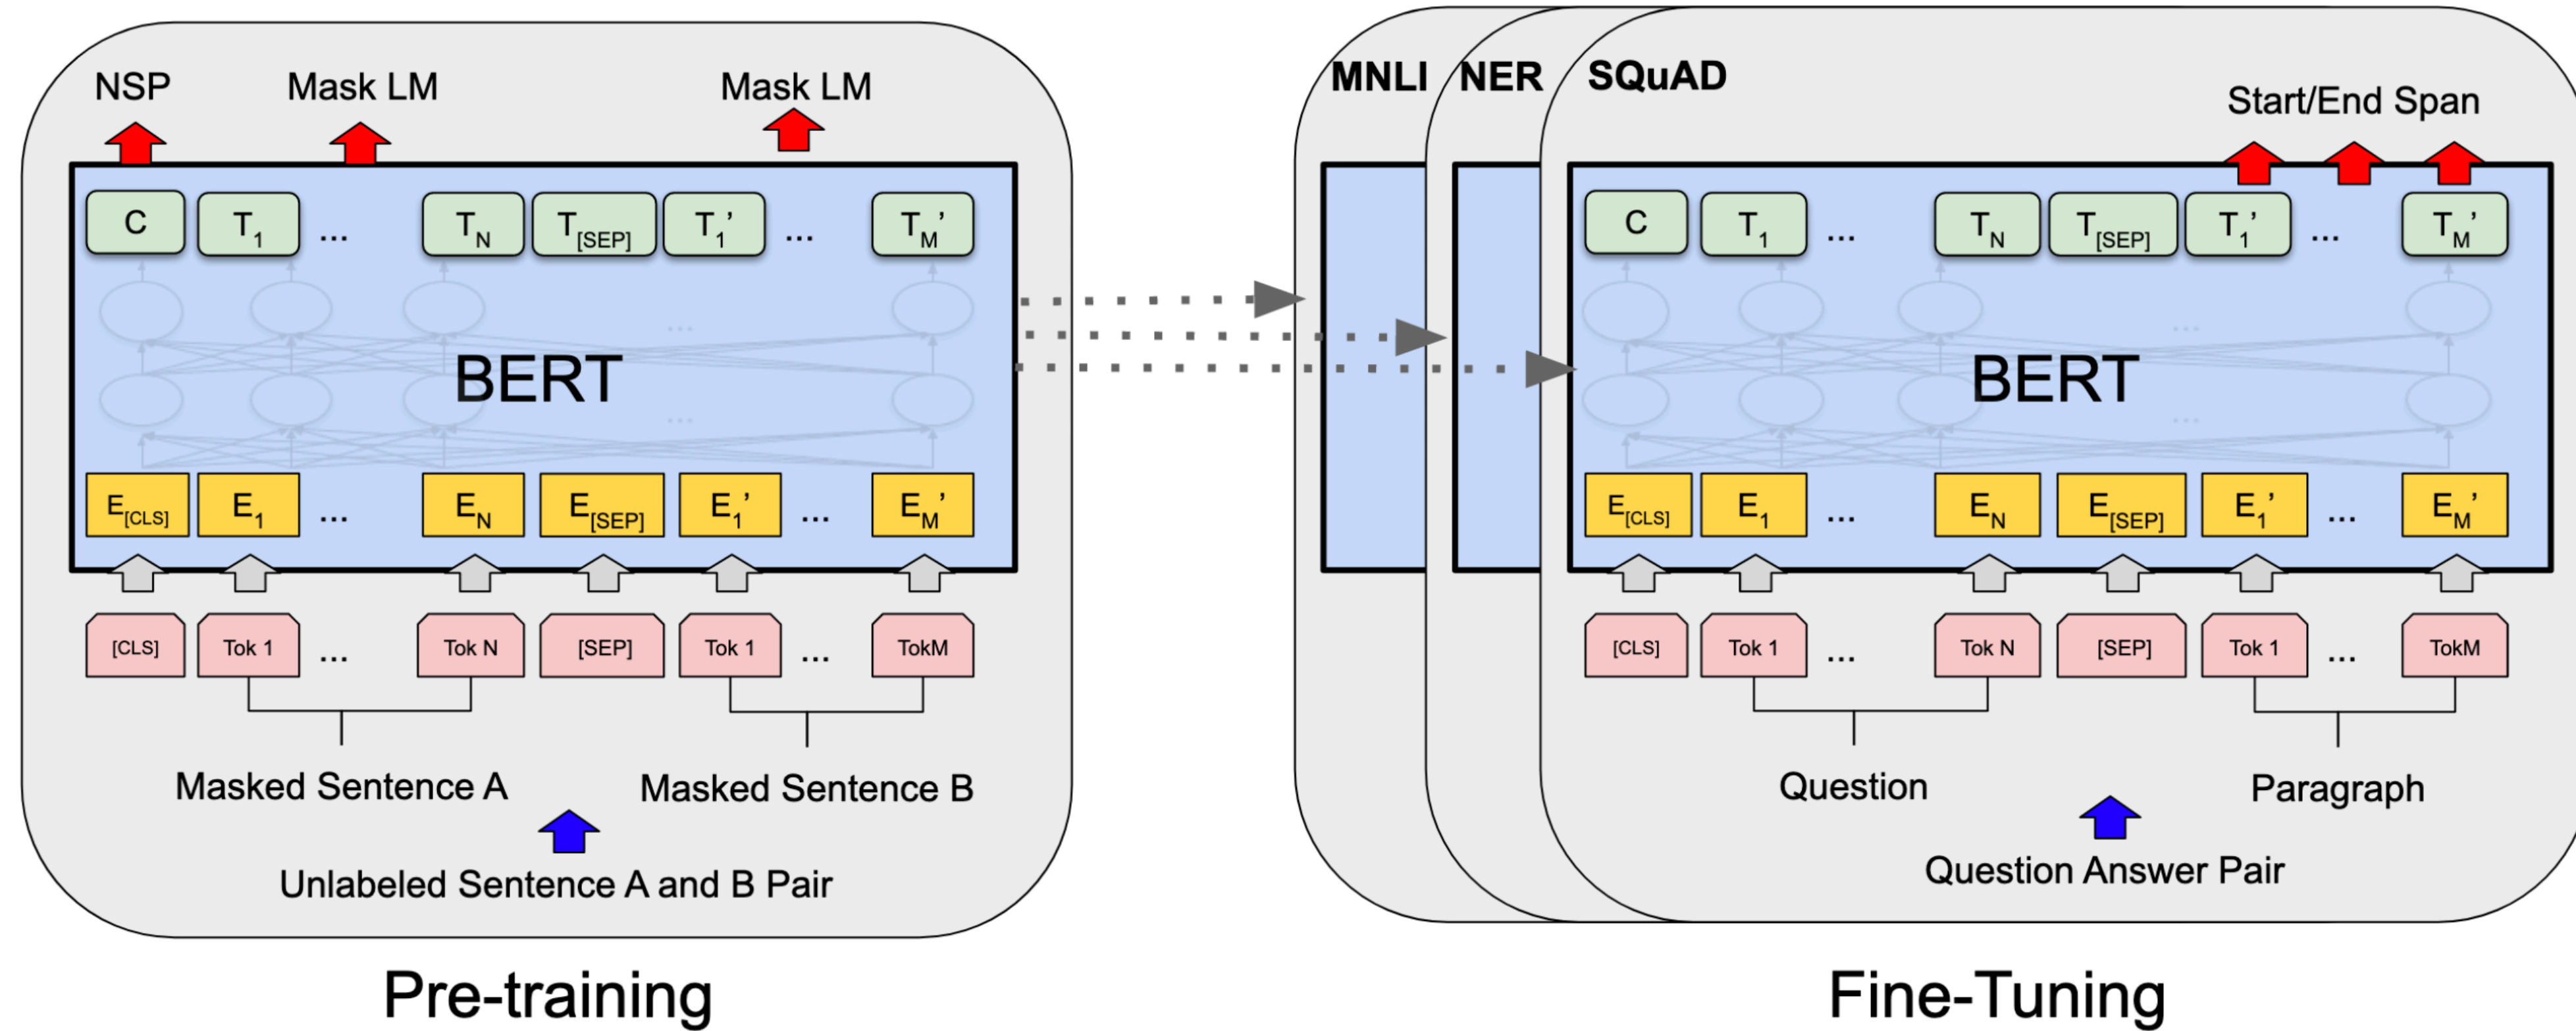 NSP Mask LM Mask LM
C T1 ... TN T[SEP] T1’ ... TM’
BERT
E[CLS] E1 ... EN E[SEP] E1’ ... EM’
[CLS] Tok 1 ... Tok N [SEP] Tok 1 ... TokM
Masked Sentence A Masked Sentence B
Unlabeled Sentence A and B Pair
Pre-training
MNLI NER SQuAD
Start/End Span
C T1 ... TN T[SEP] T1’ ... TM’
BERT
E[CLS] E1 ... EN E[SEP] E1’ ... EM’
[CLS] Tok 1 ... Tok N [SEP] Tok 1 ... TokM
Question Paragraph
Question Answer Pair
Fine-Tuning